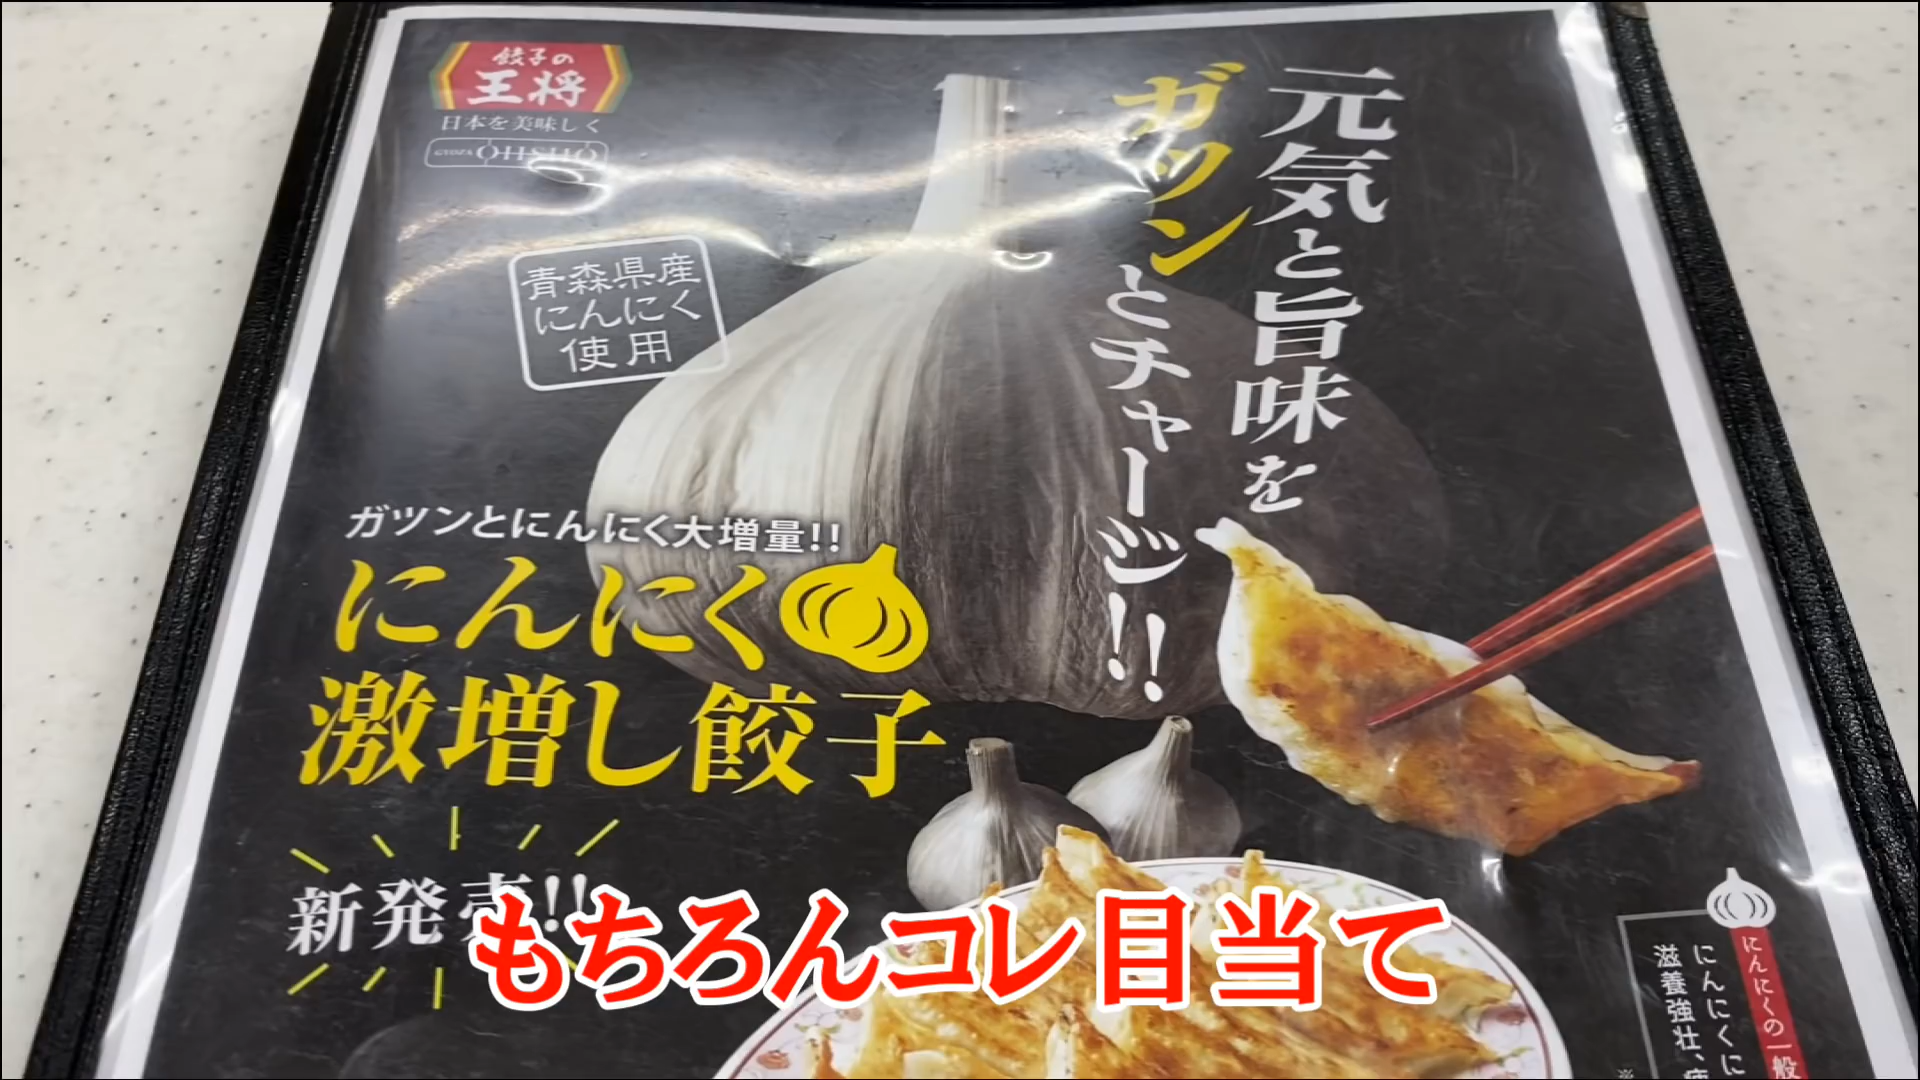 餃子の
王将
日本を美味しく
GYOZA OHSHO
元気と旨味を
ガツンとチャージ!!
青森県産
にんにく
使用
ガツンとにんにく大増量!!
にんにく
激増し餃子
新発売!!
もちろんコレ目当て
にんにくの一般
にんにくに
滋養強壮、